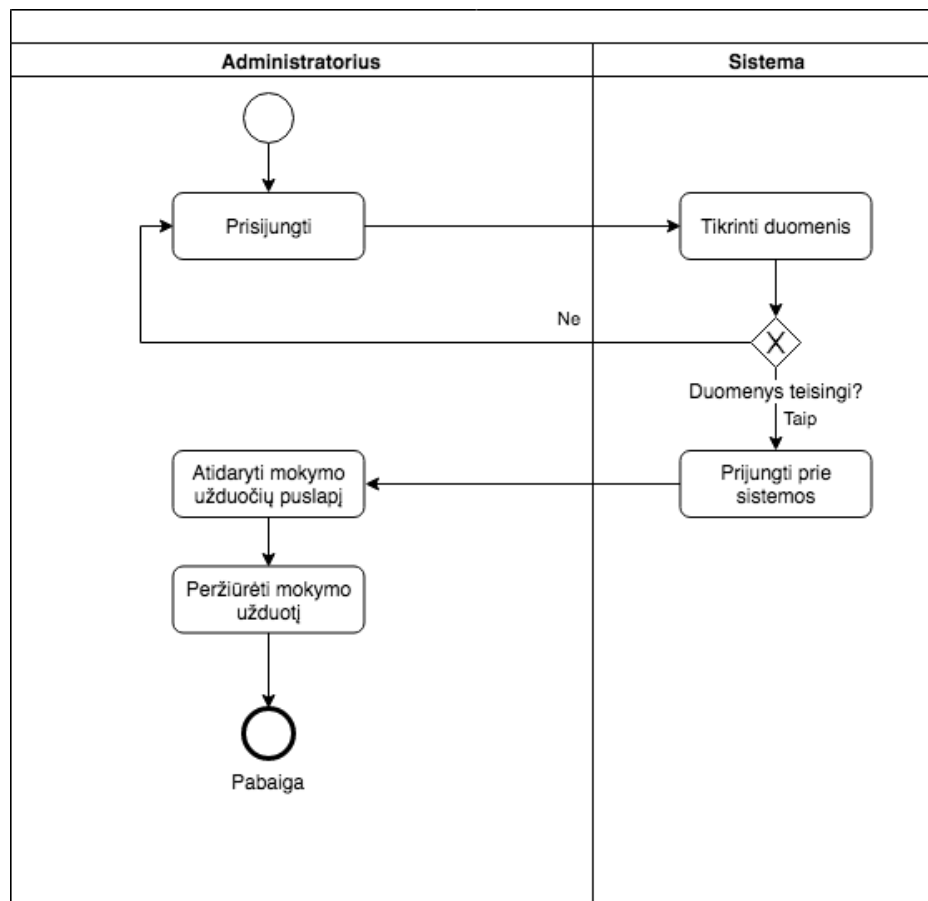 Administratorius
Sistema
Prisijungti
Tikrinti duomenis
Ne
X
Duomenys teisingi?
Taip
Atidaryti mokymo
užduočių puslapį
Prijungti prie
sistemos
Peržiūrėti mokymo
užduotį
Pabaiga